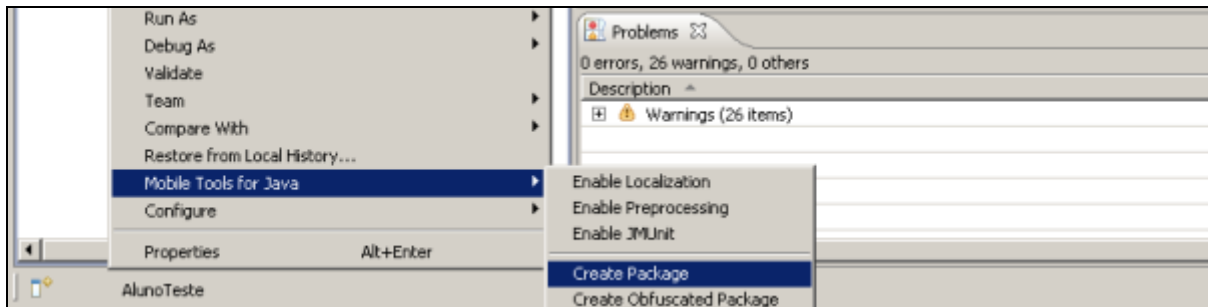 Run As
Debug As
Validate
Team
Compare With
Restore from Local History...
Mobile Tools for Java
Configure
Properties Alt+Enter
AlunoTeste
Problems
0 errors, 26 warnings, 0 others
Description
Warnings (26 items)
Enable Localization
Enable Preprocessing
Enable JMUnit
Create Package
Create Obfuscated Package